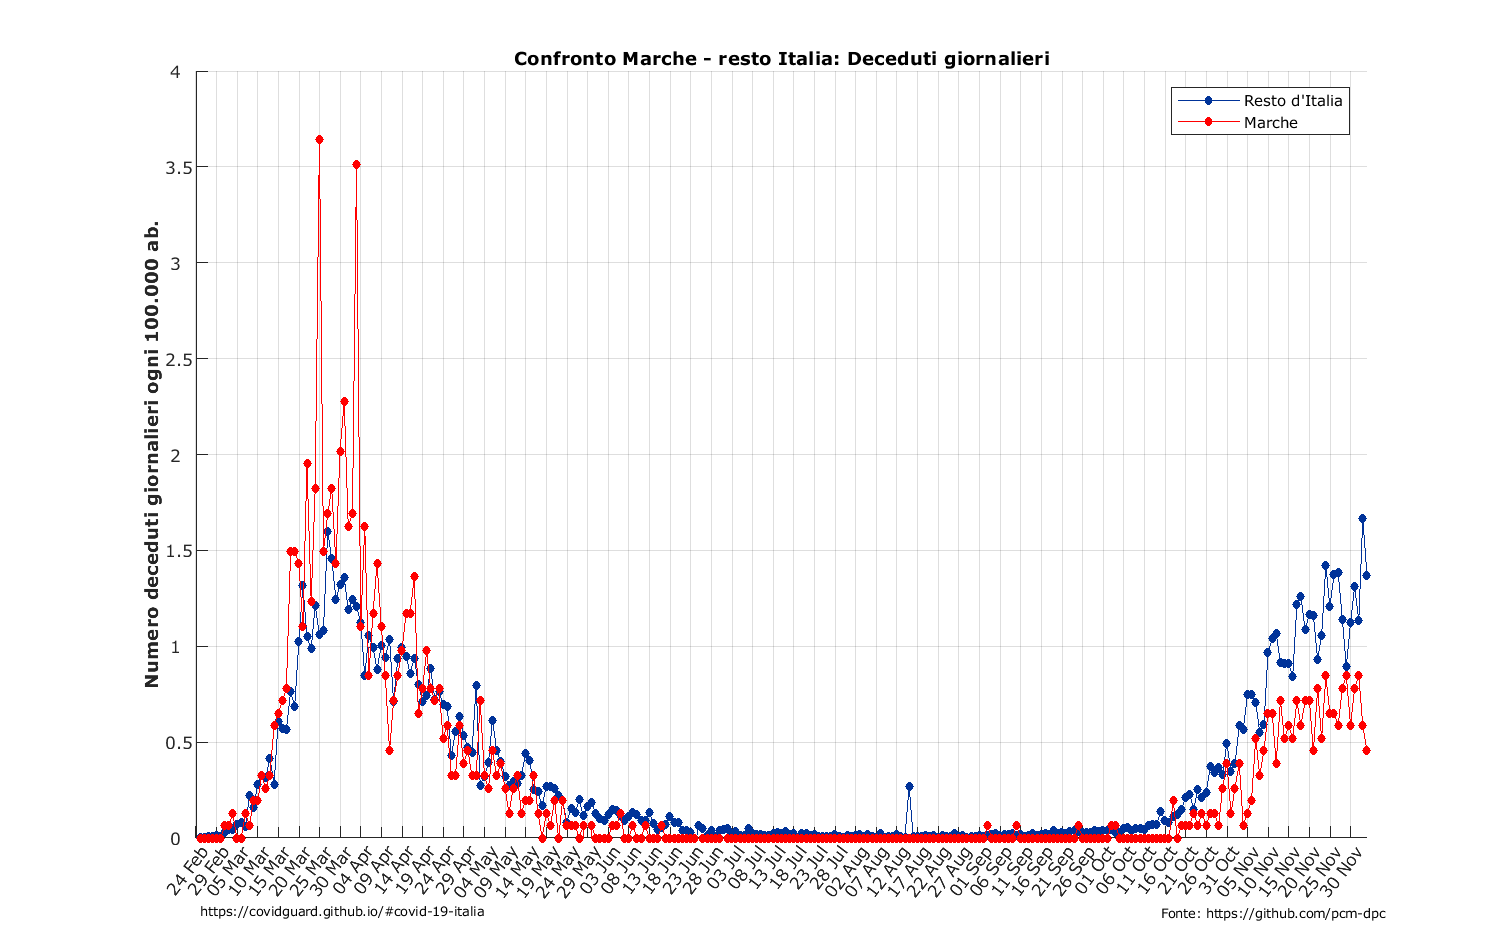 Confronto Marche - resto Italia: Deceduti giornalieri
Resto d'Italia
Marche
Numero deceduti giornalieri ogni 100.000 ab.
4
3.5
3
2.5
2
1.5
1
0.5
0
24 Feb
29 Feb
05 Mar
10 Mar
15 Mar
20 Mar
25 Mar
30 Mar
04 Apr
09 Apr
14 Apr
19 Apr
24 Apr
29 Apr
04 May
09 May
14 May
19 May
24 May
29 May
03 Jun
08 Jun
13 Jun
18 Jun
23 Jun
28 Jun
03 Jul
08 Jul
13 Jul
18 Jul
23 Jul
28 Jul
02 Aug
07 Aug
12 Aug
17 Aug
22 Aug
27 Aug
01 Sep
06 Sep
11 Sep
16 Sep
21 Sep
26 Sep
01 Oct
06 Oct
11 Oct
16 Oct
21 Oct
26 Oct
31 Oct
05 Nov
10 Nov
15 Nov
20 Nov
25 Nov
30 Nov
https://covidguard.github.io/#covid-19-italia
Fonte: https://github.com/pcm-dpc